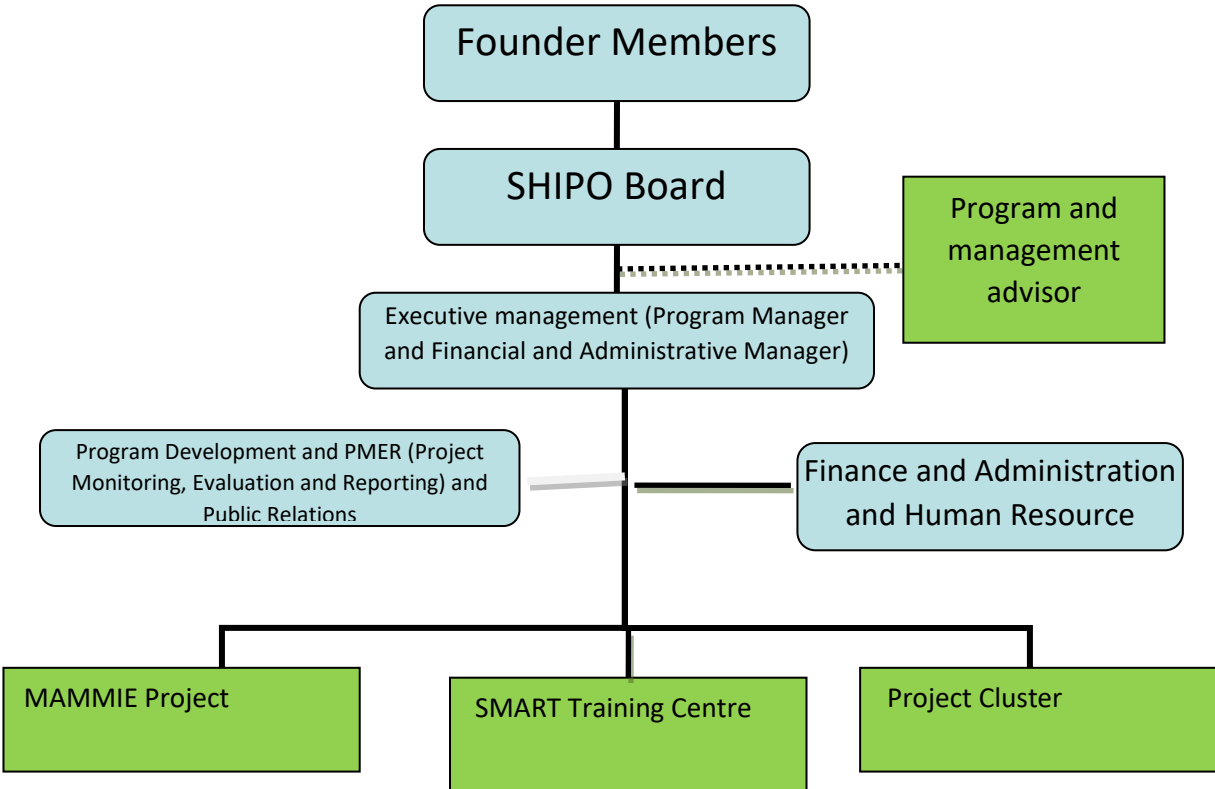 Founder Members
SHIPO Board
Program and
management
advisor
Executive management (Program Manager
and Financial and Administrative Manager)
Program Development and PMER (Project
Monitoring, Evaluation and Reporting) and
Public Relations
Finance and Administration
and Human Resource
MAMMIE Project
SMART Training Centre
Project Cluster